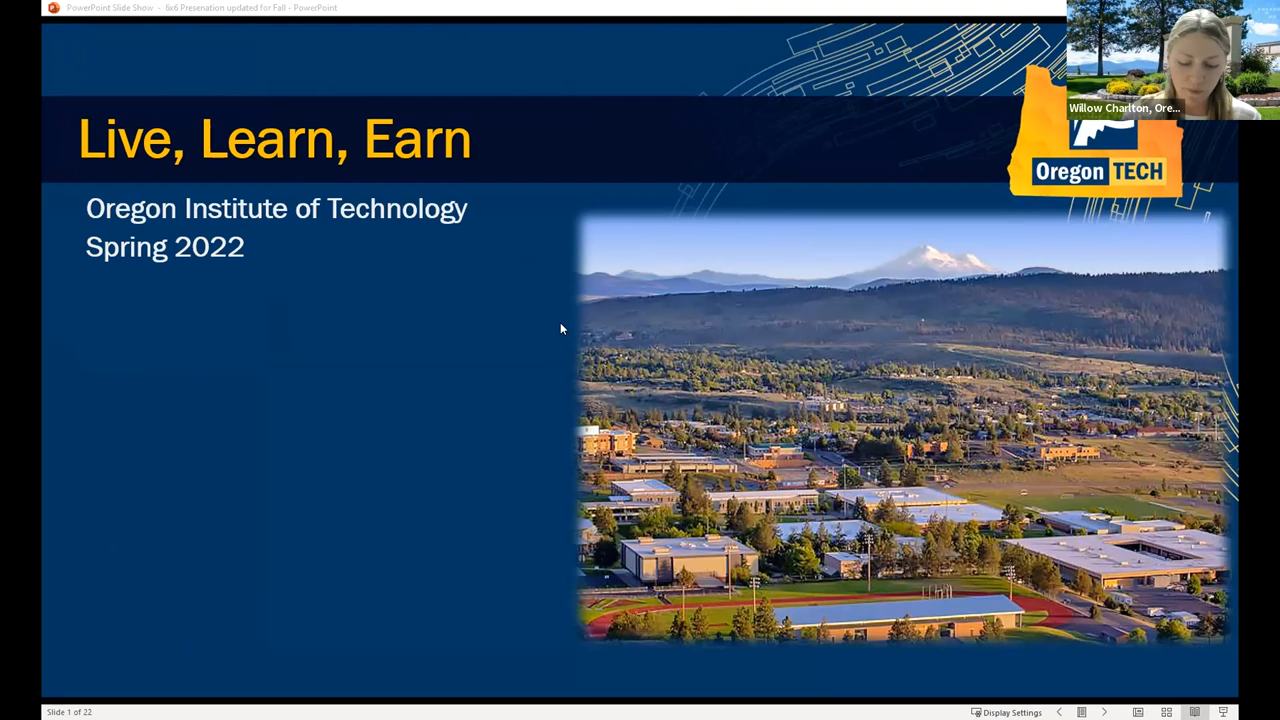 PowerPoint Slide Show - 6x6 Presenation updated for Fall - PowerPoint
Willow Charlton, Ore...
Live, Learn, Earn
Oregon TECH
Oregon Institute of Technology
Spring 2022
Slide 1 of 22
Display Settings